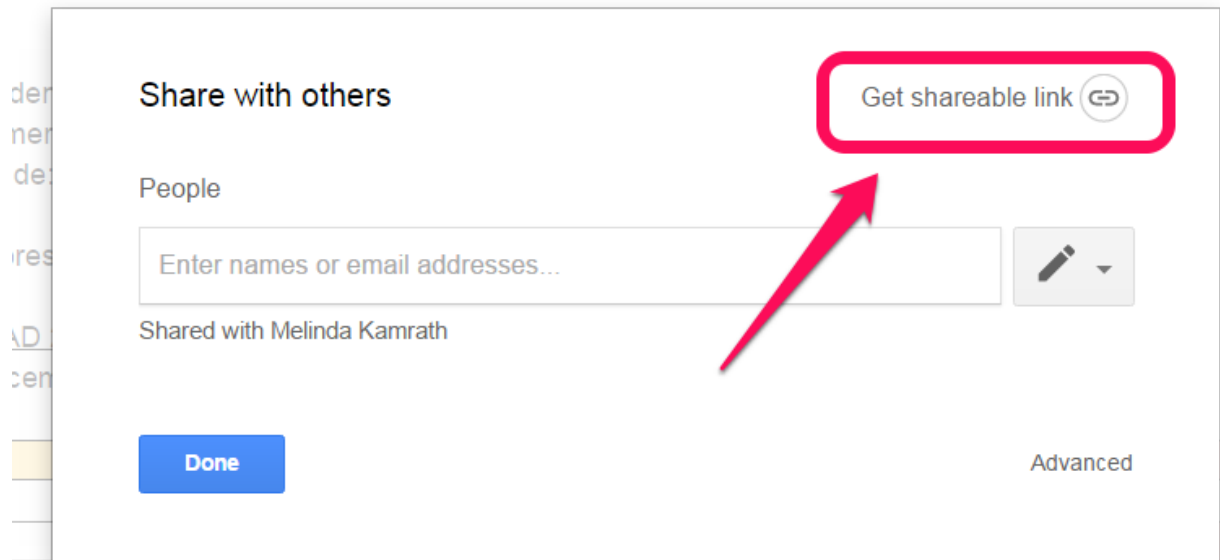 Share with others
Get shareable link
People
Enter names or email addresses...
Shared with Melinda Kamrath
Done
Advanced